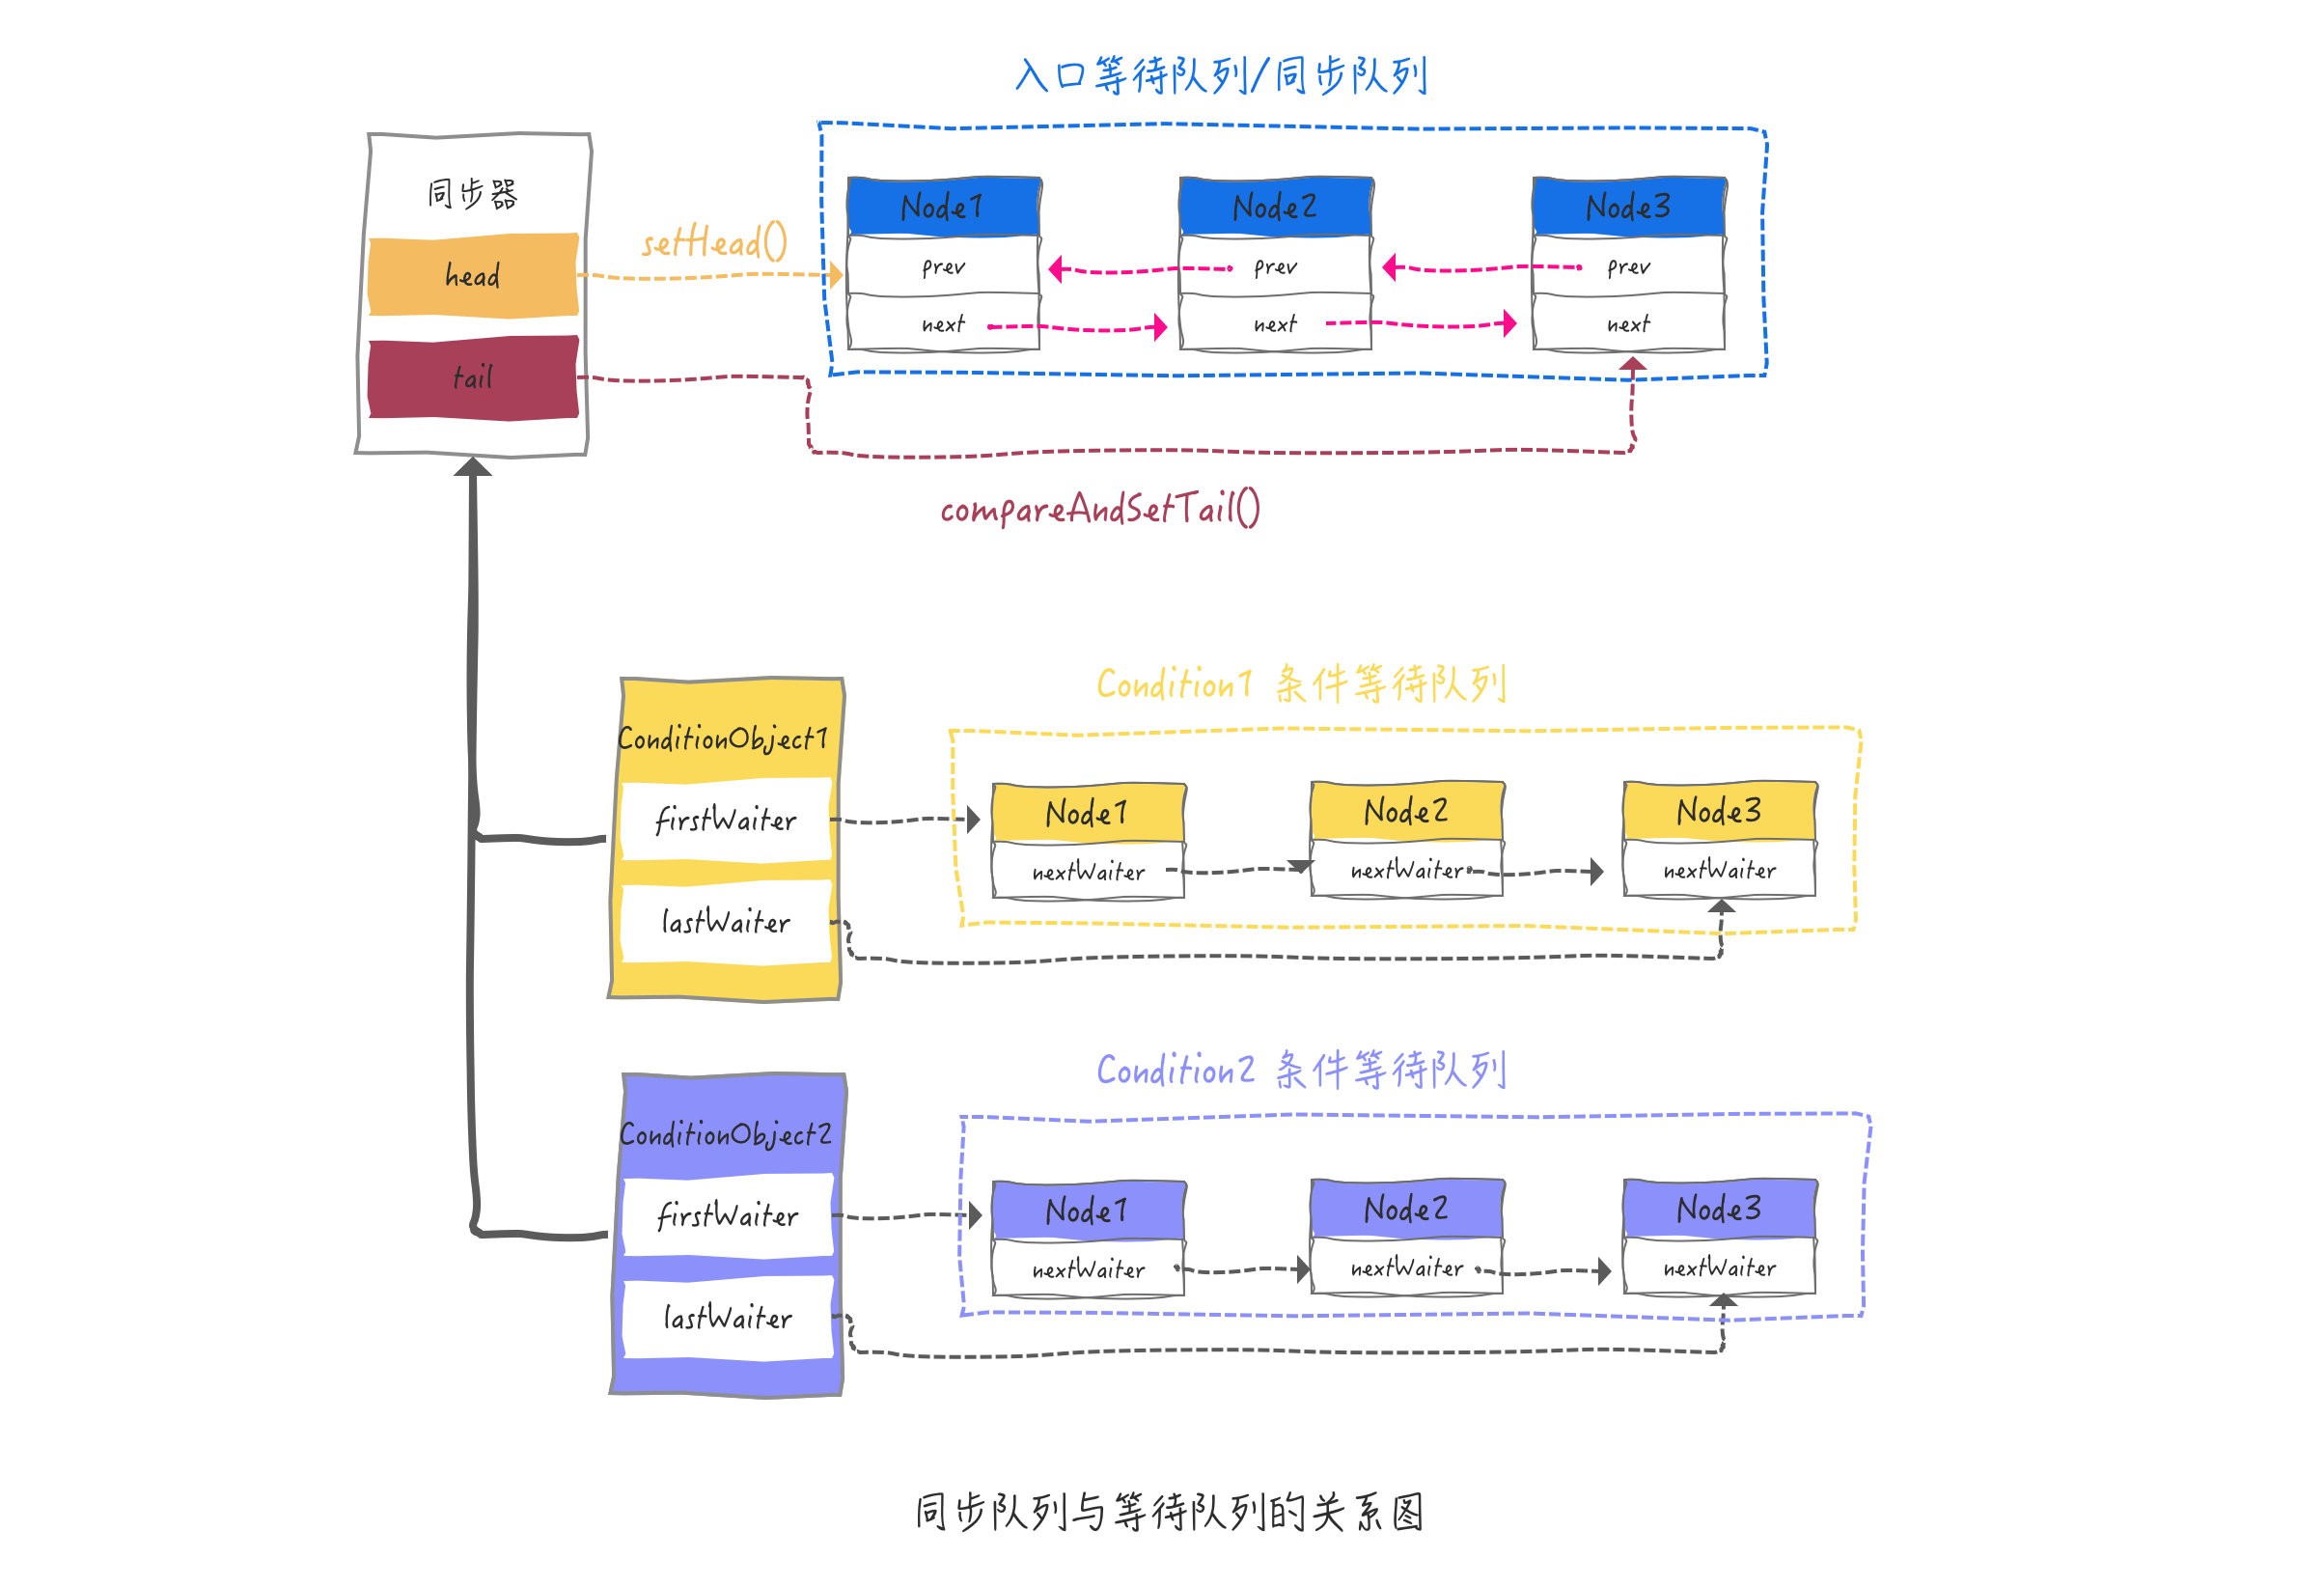 入口等待队列/同步队列
同步器
head
tail
setHead()
Node1
prev
next
Node2
prev
next
Node3
prev
next
compareAndSetTail()
Condition1 条件等待队列
ConditionObject1
firstWaiter
lastWaiter
Node1
nextWaiter
Node2
nextWaiter
Node3
nextWaiter
Condition2 条件等待队列
ConditionObject2
firstWaiter
lastWaiter
Node1
nextWaiter
Node2
nextWaiter
Node3
nextWaiter
同步队列与等待队列的关系图